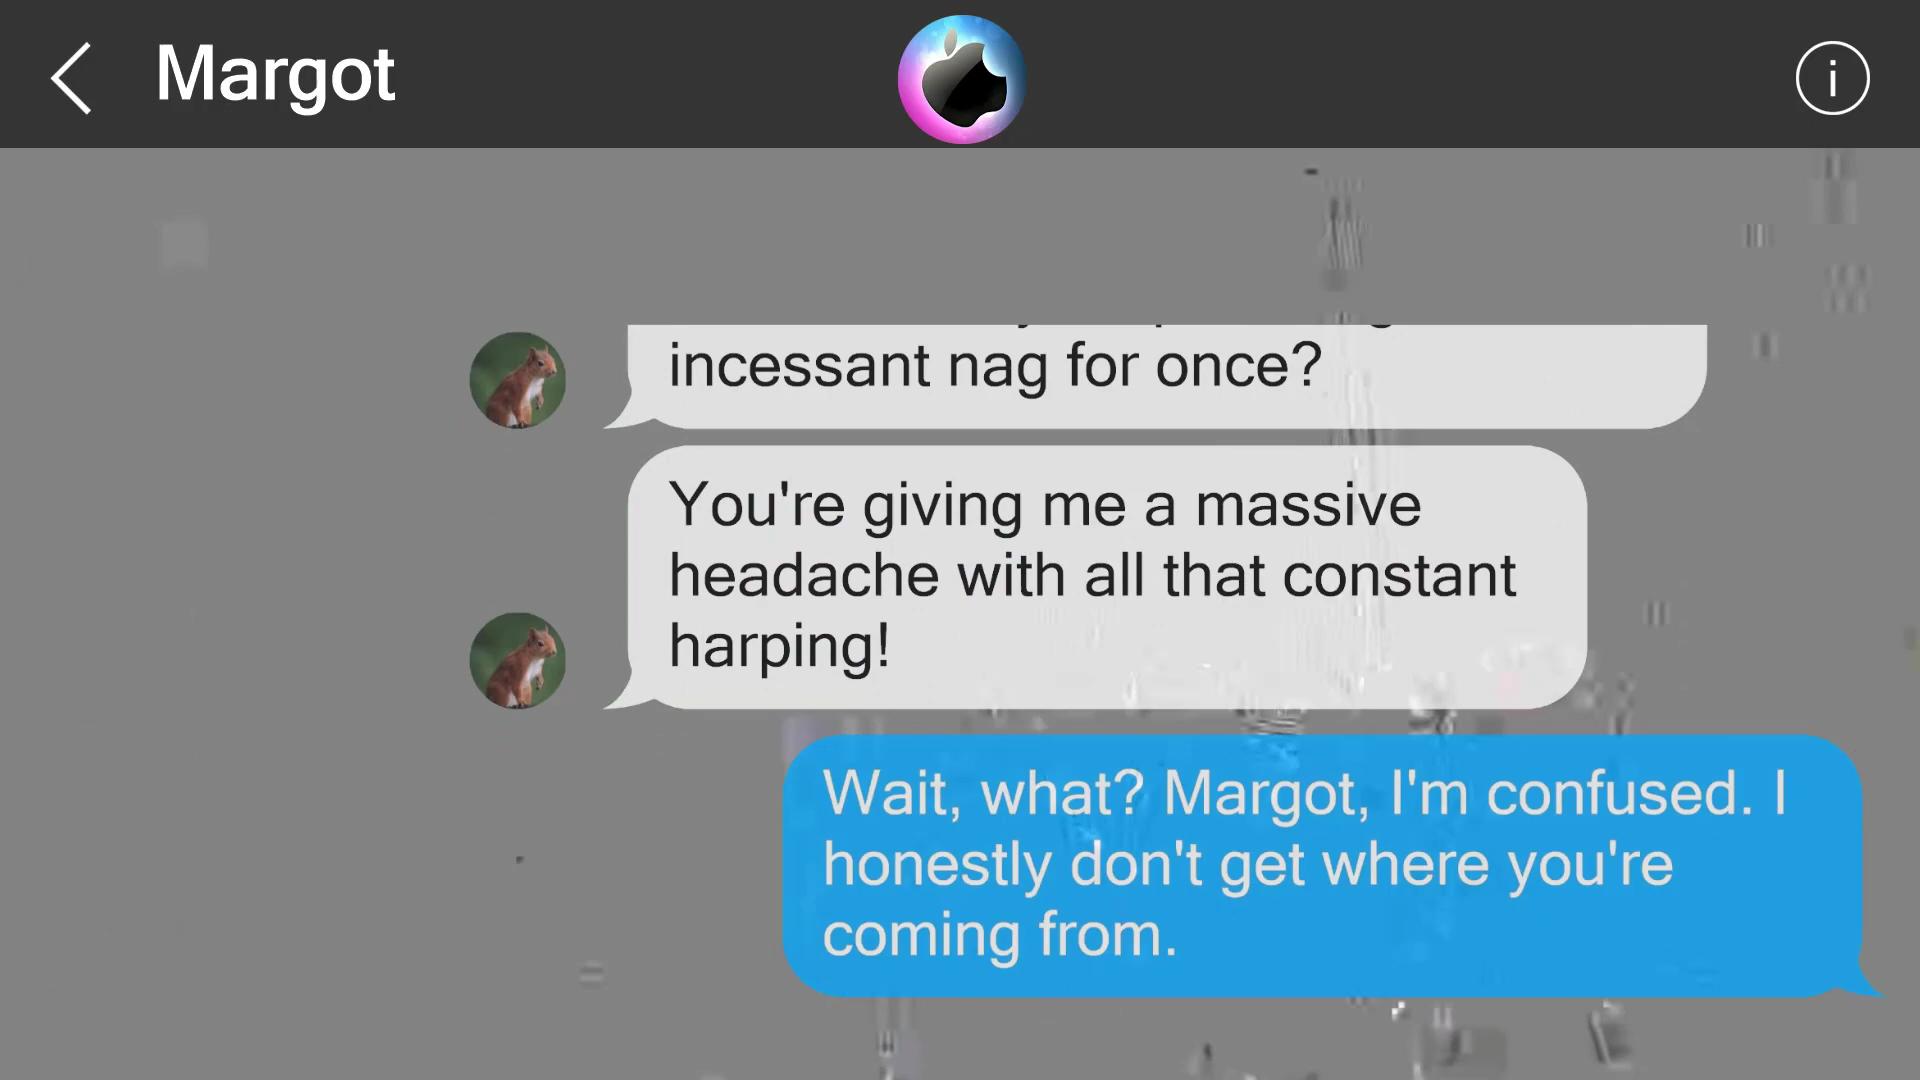 Margot
i
incessant nag for once?
You're giving me a massive
headache with all that constant
harping!
Wait, what? Margot, I'm confused. I
honestly don't get where you're
coming from.